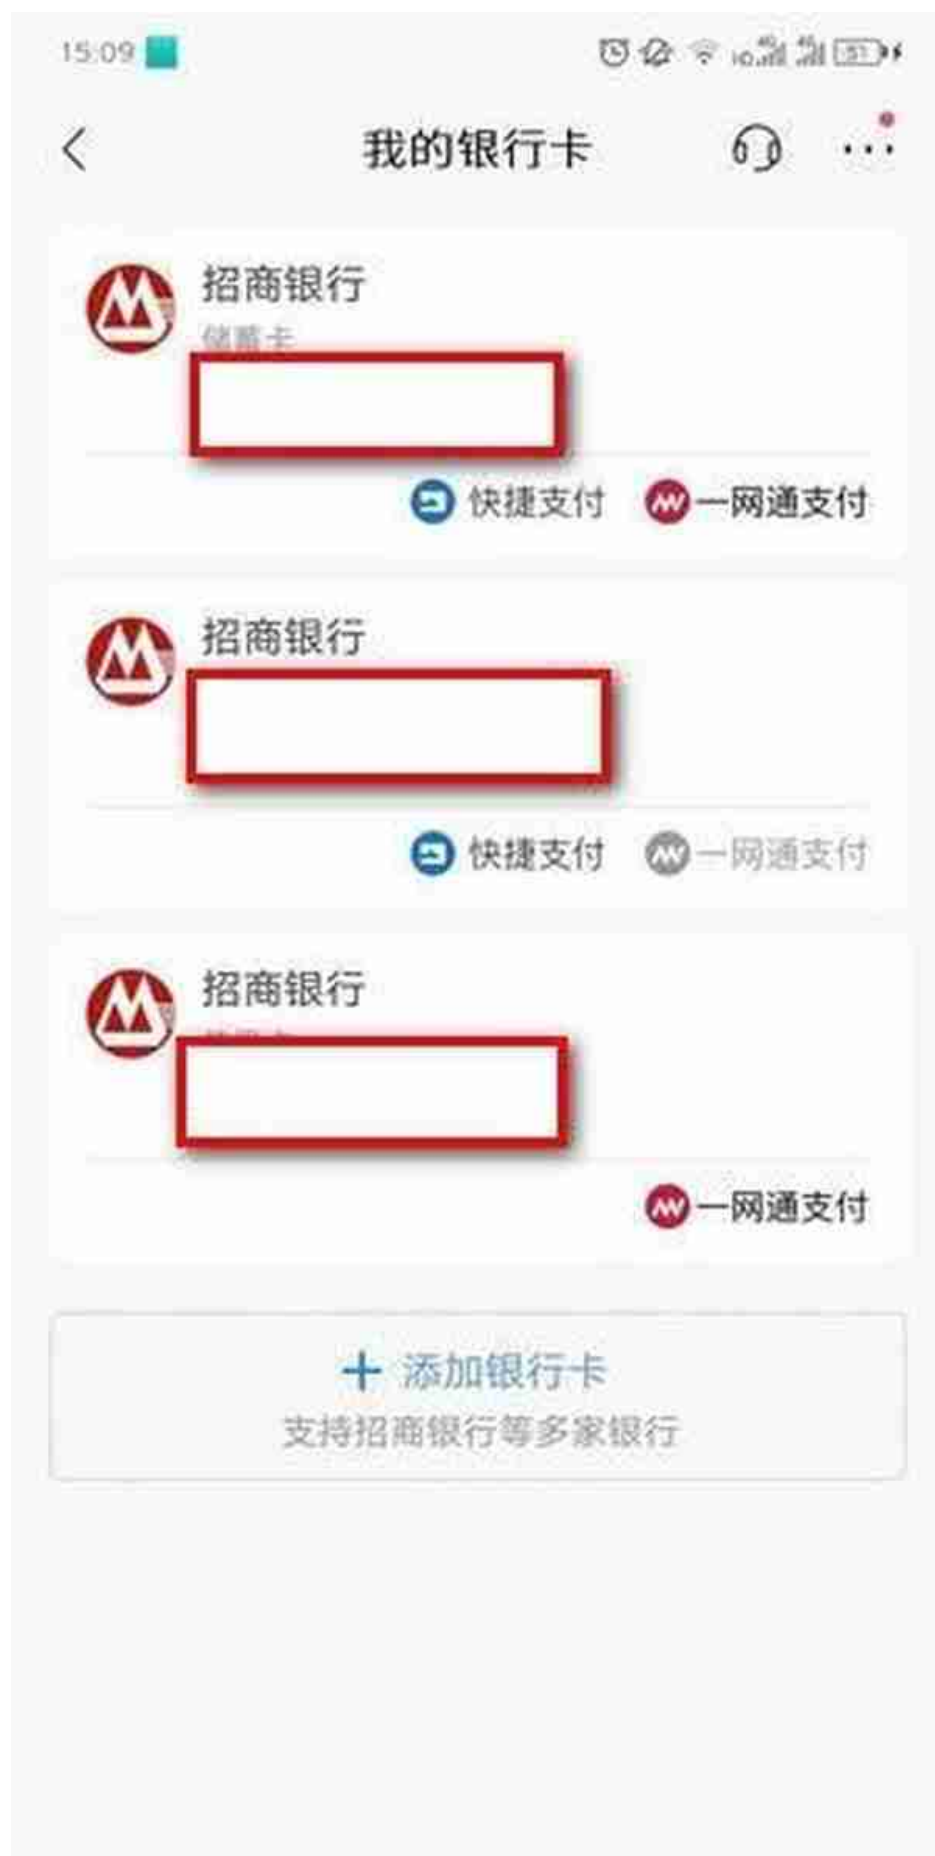 15:09
我的银行卡
招商银行
储蓄卡
快捷支付 一网通支付
招商银行
快捷支付 一网通支付
招商银行
一网通支付
+ 添加银行卡
支持招商银行等多家银行